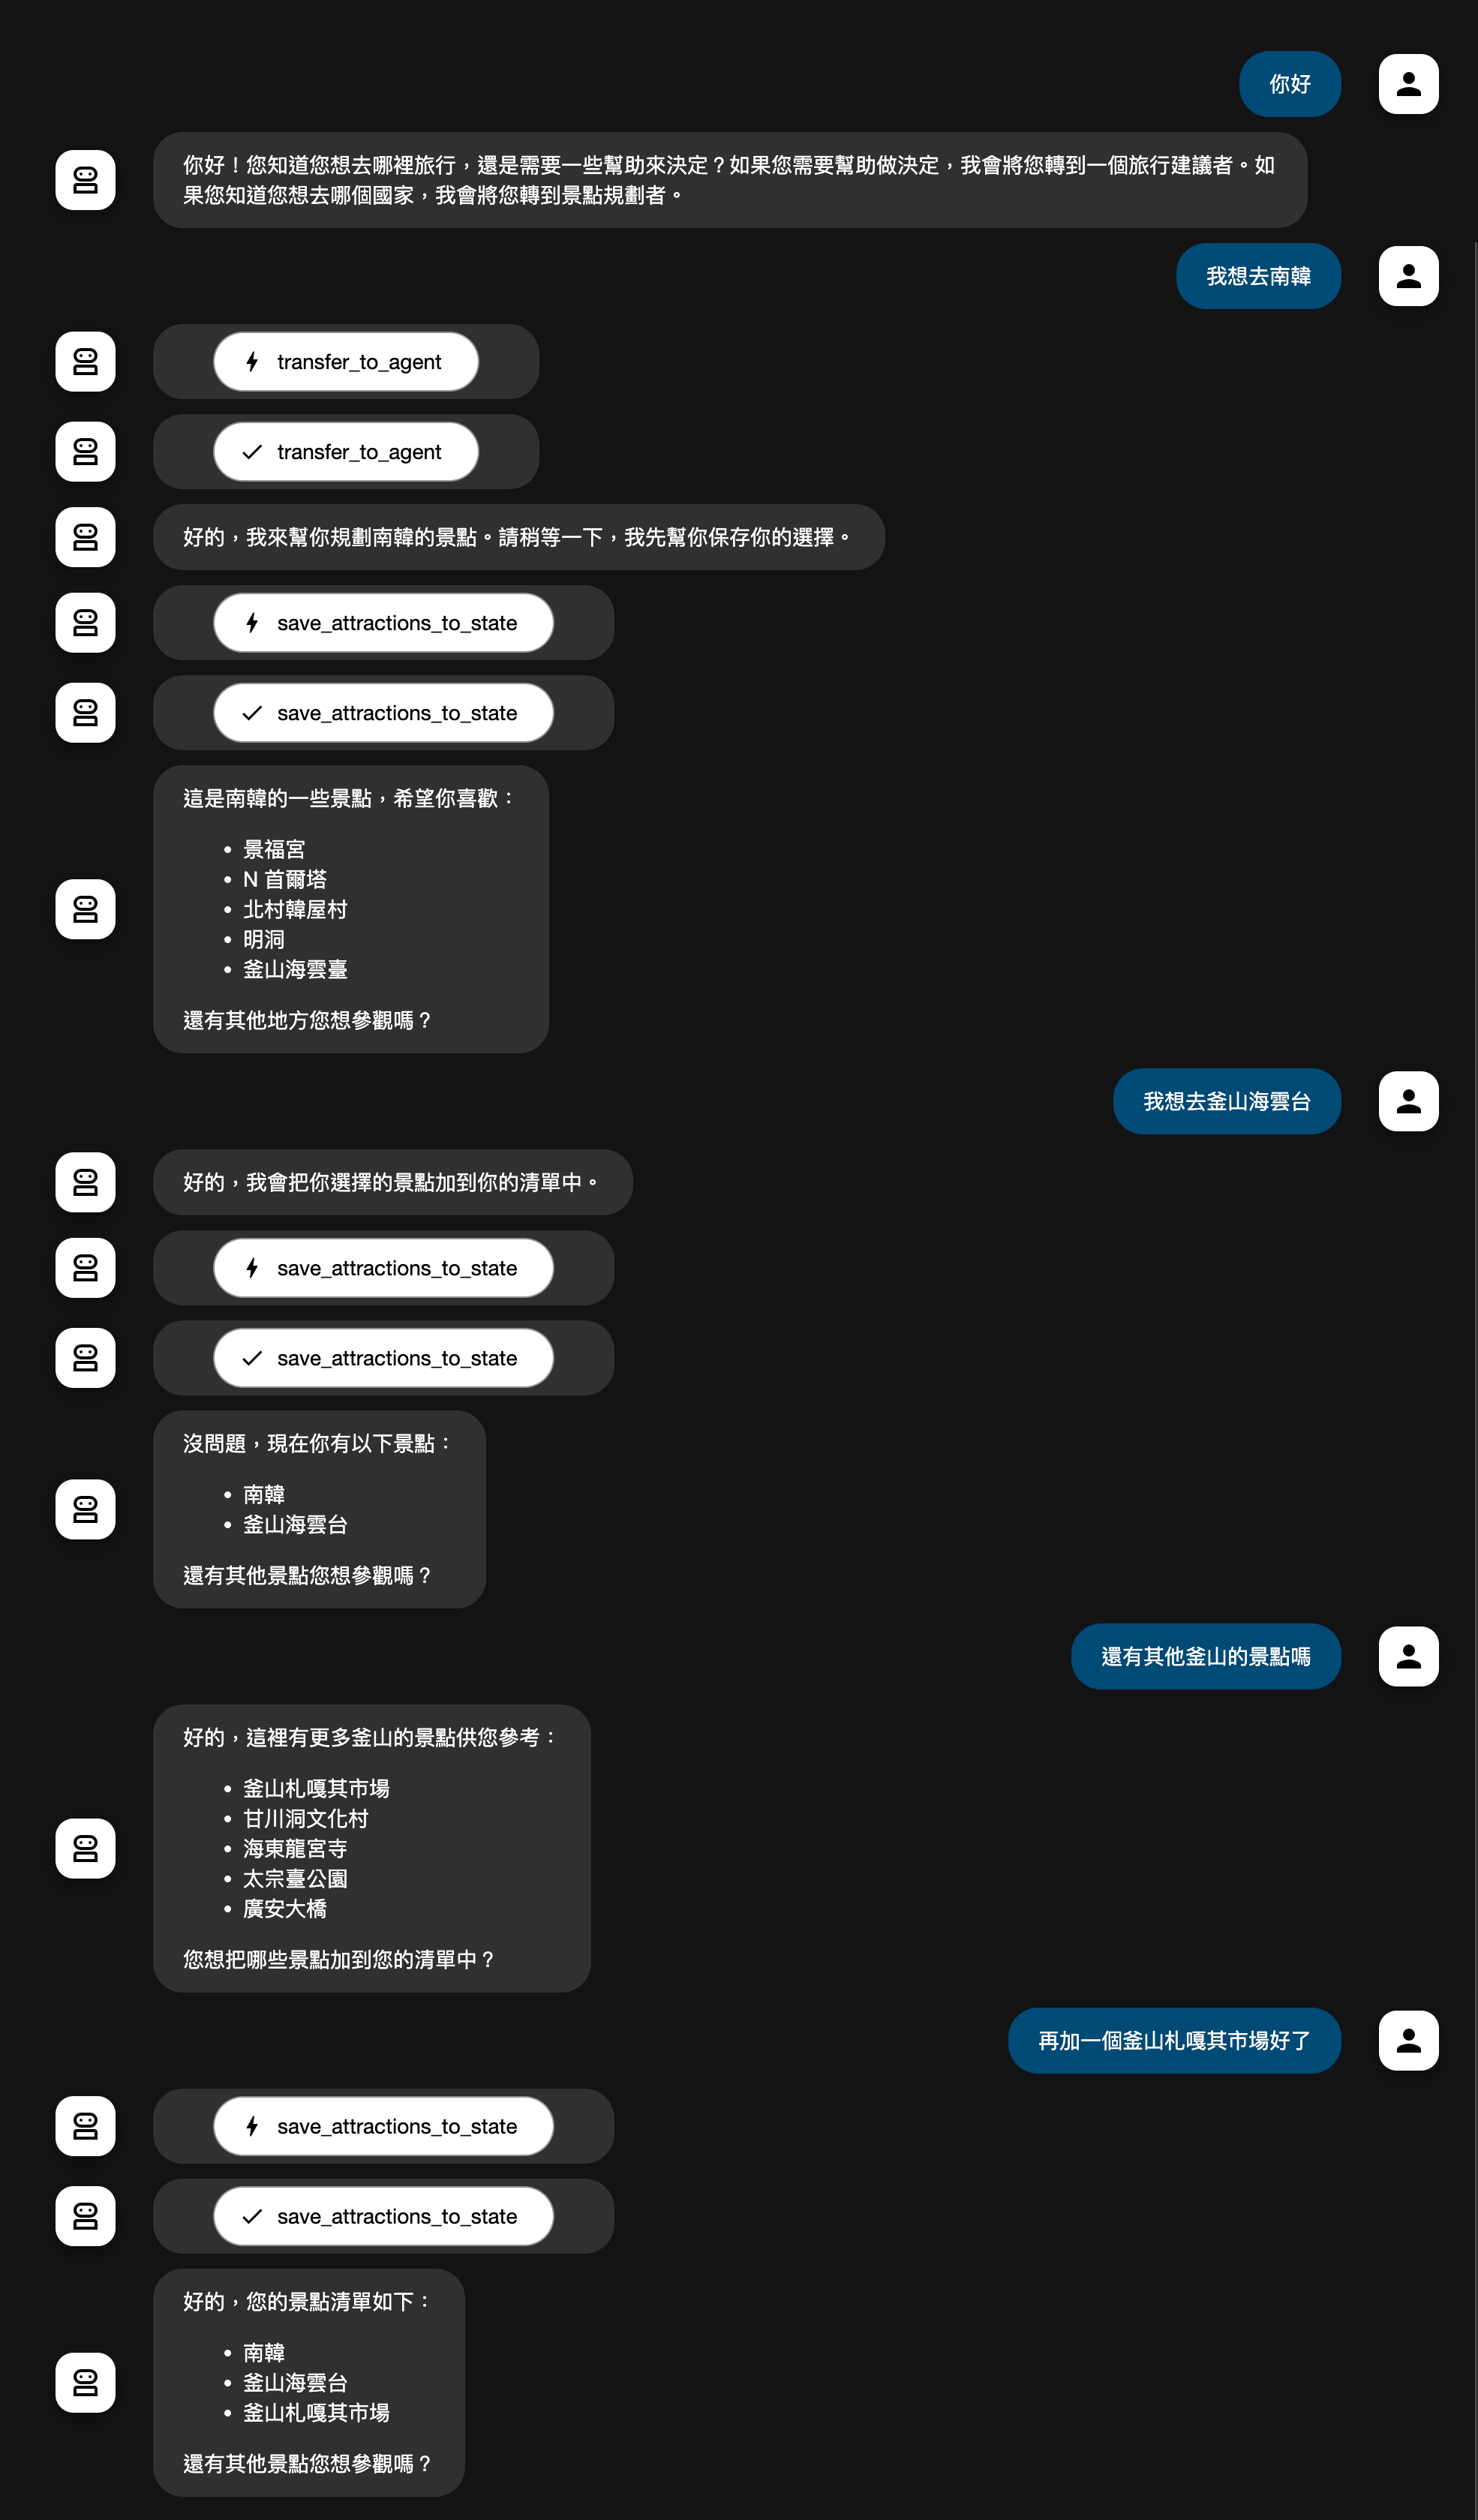 你好
你好！您知道您想去哪裡旅行，還是需要一些幫助來決定？如果您需要幫助做決定，我會將您轉到一個旅行建議者。如
果您知道您想去哪個國家，我會將您轉到景點規劃者。
我想去南韓
transfer_to_agent
transfer_to_agent
好的，我來幫你規劃南韓的景點。請稍等一下，我先幫你保存你的選擇。
save_attractions_to_state
save_attractions_to_state
這是南韓的一些景點，希望你喜歡：
• 景福宮
• N 首爾塔
• 北村韓屋村
• 明洞
• 釜山海雲臺
還有其他地方您想參觀嗎？
我想去釜山海雲台
好的，我會把你選擇的景點加到你的清單中。
save_attractions_to_state
save_attractions_to_state
沒問題，現在你有以下景點：
• 南韓
• 釜山海雲台
還有其他景點您想參觀嗎？
還有其他釜山的景點嗎
好的，這裡有更多釜山的景點供您參考：
• 釜山札嘎其市場
• 甘川洞文化村
• 海東龍宮寺
• 太宗臺公園
• 廣安大橋
您想把哪些景點加到您的清單中？
再加一個釜山札嘎其市場好了
save_attractions_to_state
save_attractions_to_state
好的，您的景點清單如下：
• 南韓
• 釜山海雲台
• 釜山札嘎其市場
還有其他景點您想參觀嗎？